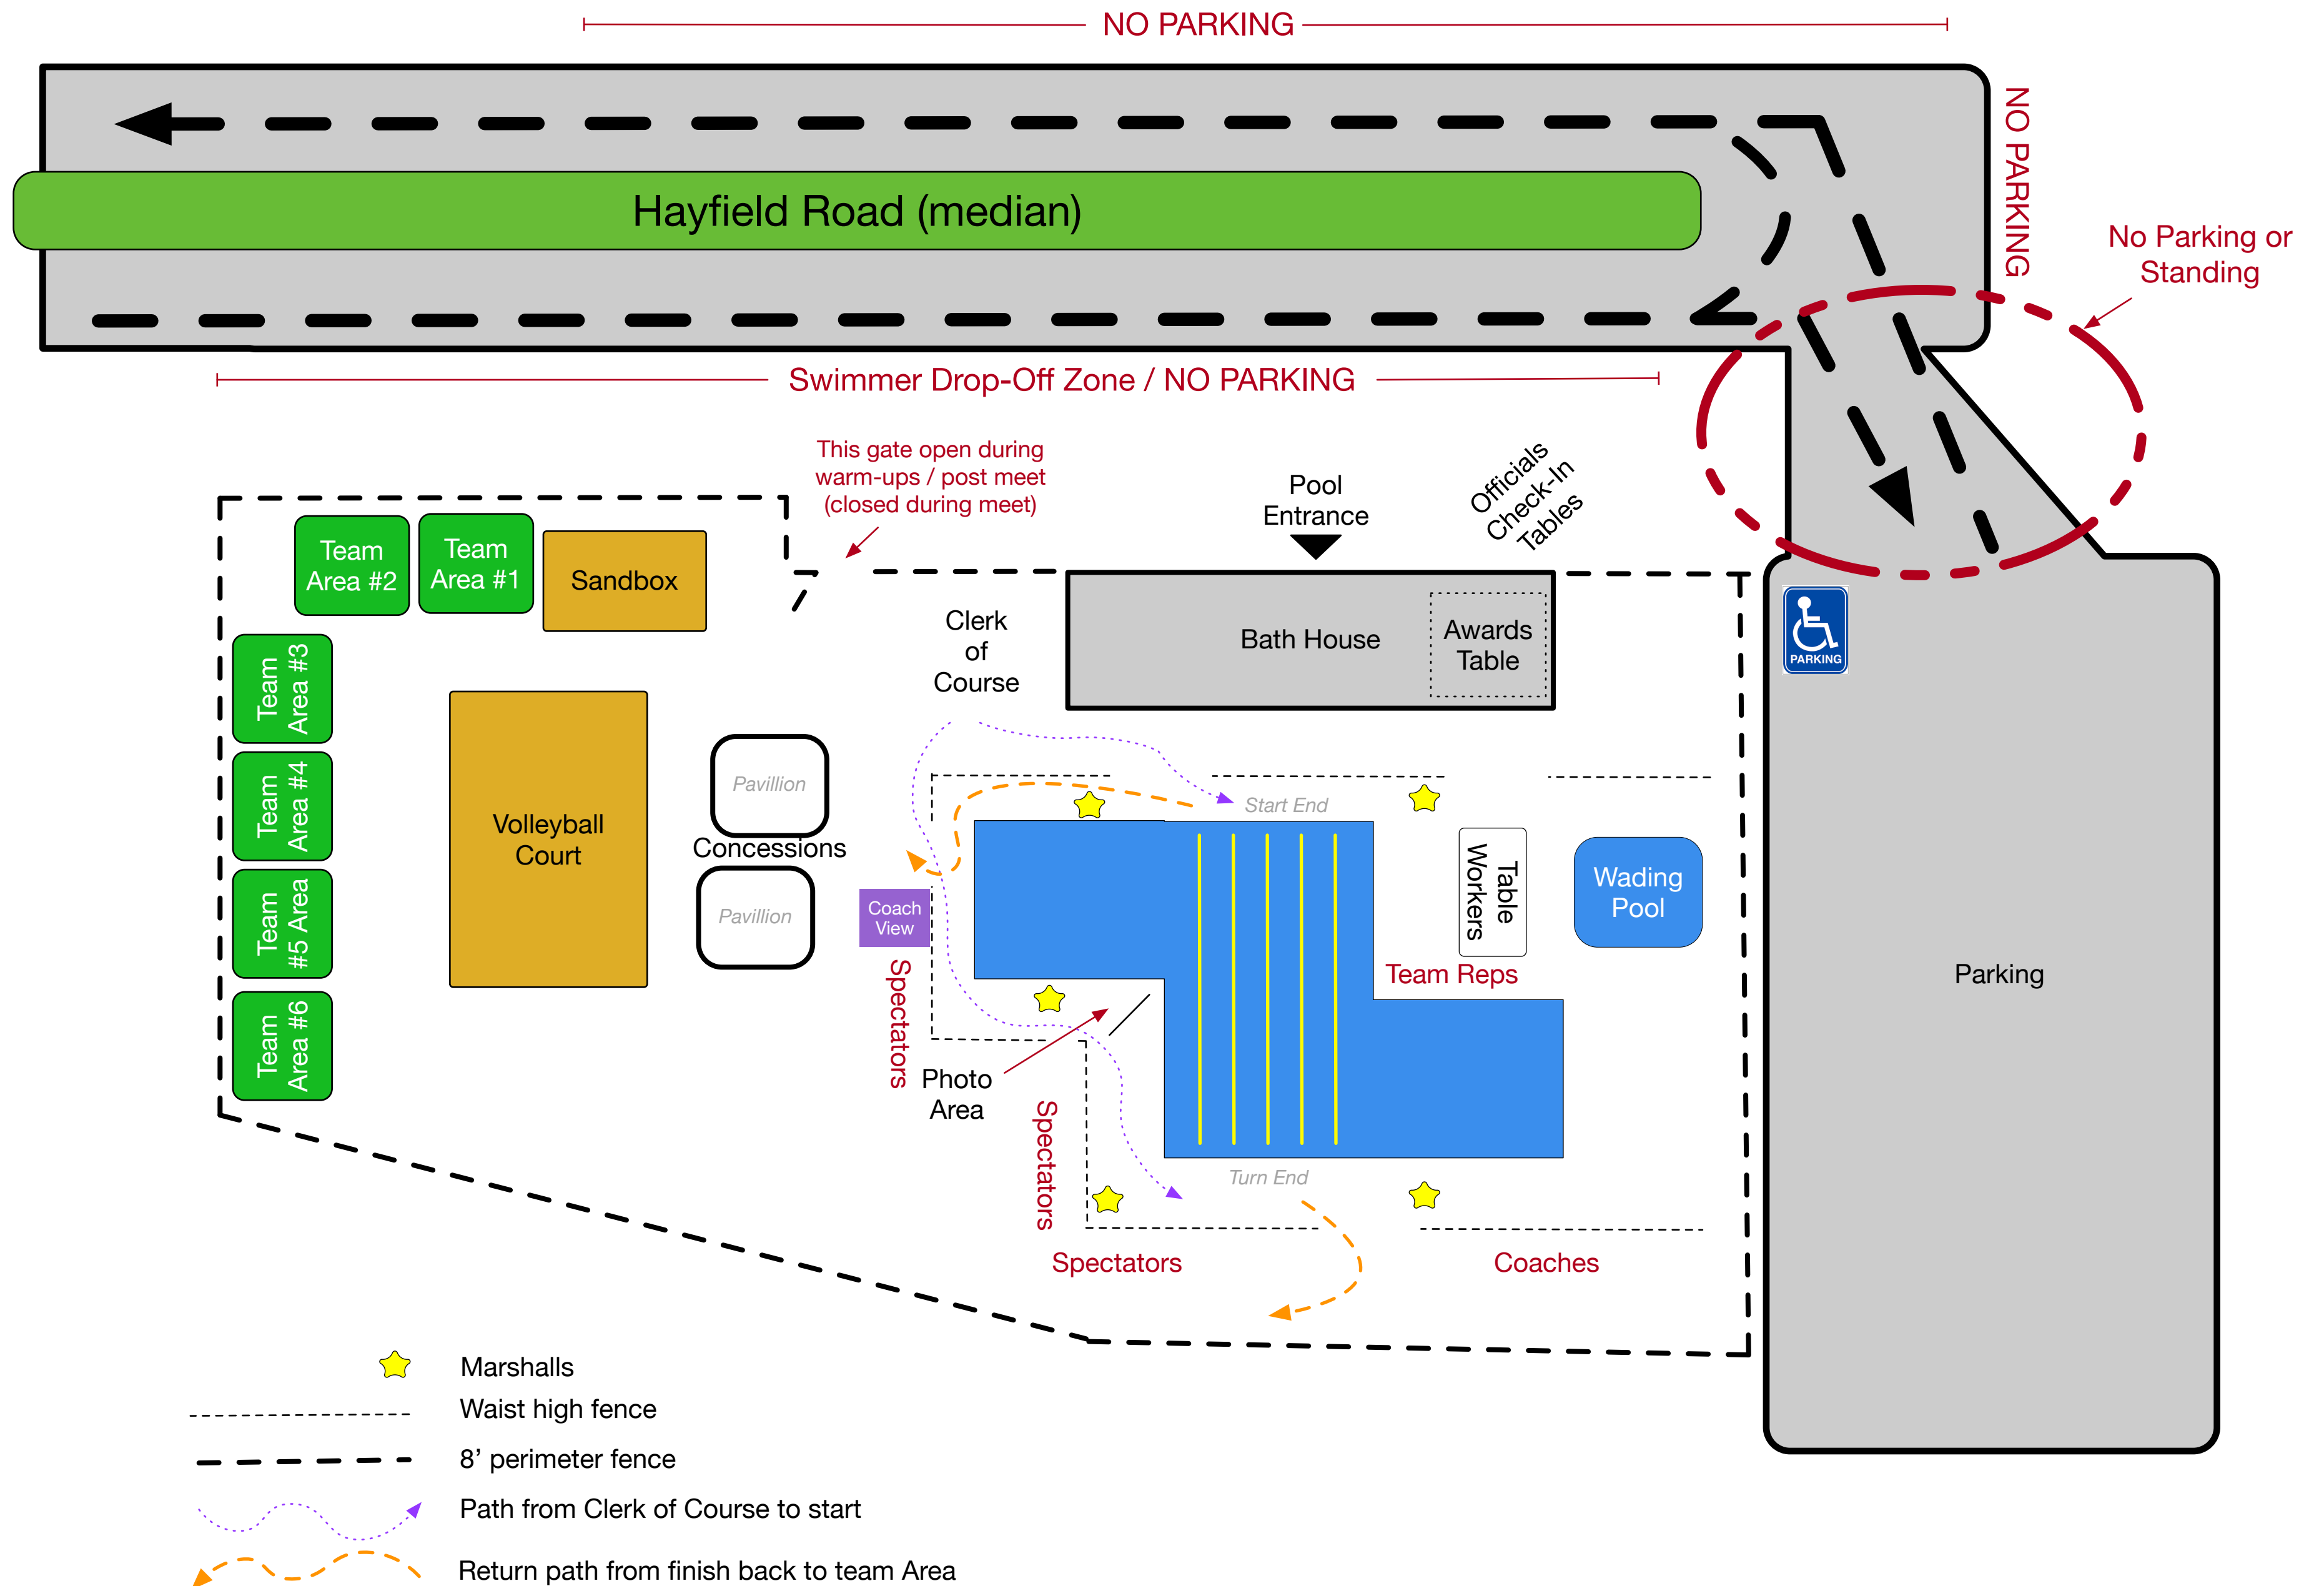 NO PARKING
NO PARKING
Hayfield Road (median)
No Parking or
Standing
Swimmer Drop-Off Zone / NO PARKING
This gate open during
warm-ups / post meet
(closed during meet)
Pool
Entrance
Officials
Check-In
Tables
Team
Area #2
Team
Area #1
Sandbox
Team
Area #3
Team
Area #4
Team
#5 Area
Team
Area #6
Volleyball
Court
Clerk
of
Course
Bath House
Awards
Table
PARKING
Pavillion
Concessions
Pavillion
Coach
View
Start End
Table
Workers
Wading
Pool
Team Reps
Parking
Spectators
Photo
Area
Spectators
Turn End
Spectators
Coaches
Marshalls
Waist high fence
8’ perimeter fence
Path from Clerk of Course to start
Return path from finish back to team Area